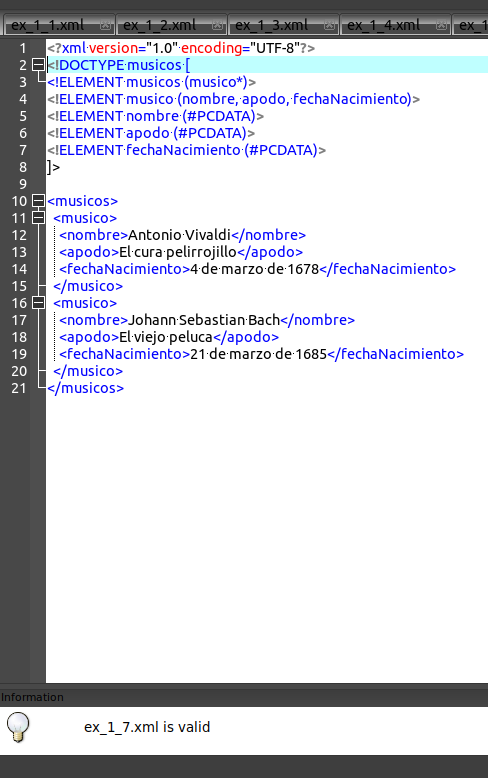 ex_1_1.xml ex_1_2.xml ex_1_3.xml ex_1_4.xml ex_1
1 <?xml version="1.0" encoding="UTF-8"?>
2 <!DOCTYPE musicos [
3 <!ELEMENT musicos (musico*)>
4 <!ELEMENT musico (nombre, apodo, fechaNacimiento)>
5 <!ELEMENT nombre (#PCDATA)>
6 <!ELEMENT apodo (#PCDATA)>
7 <!ELEMENT fechaNacimiento (#PCDATA)>
8 ]>
9
10 <musicos>
11 <musico>
12 <nombre>Antonio Vivaldi</nombre>
13 <apodo>El cura pelirrojillo</apodo>
14 <fechaNacimiento>4 de marzo de 1678</fechaNacimiento>
15 </musico>
16 <musico>
17 <nombre>Johann Sebastian Bach</nombre>
18 <apodo>El viejo peluca</apodo>
19 <fechaNacimiento>21 de marzo de 1685</fechaNacimiento>
20 </musico>
21 </musicos>
Information
ex_1_7.xml is valid